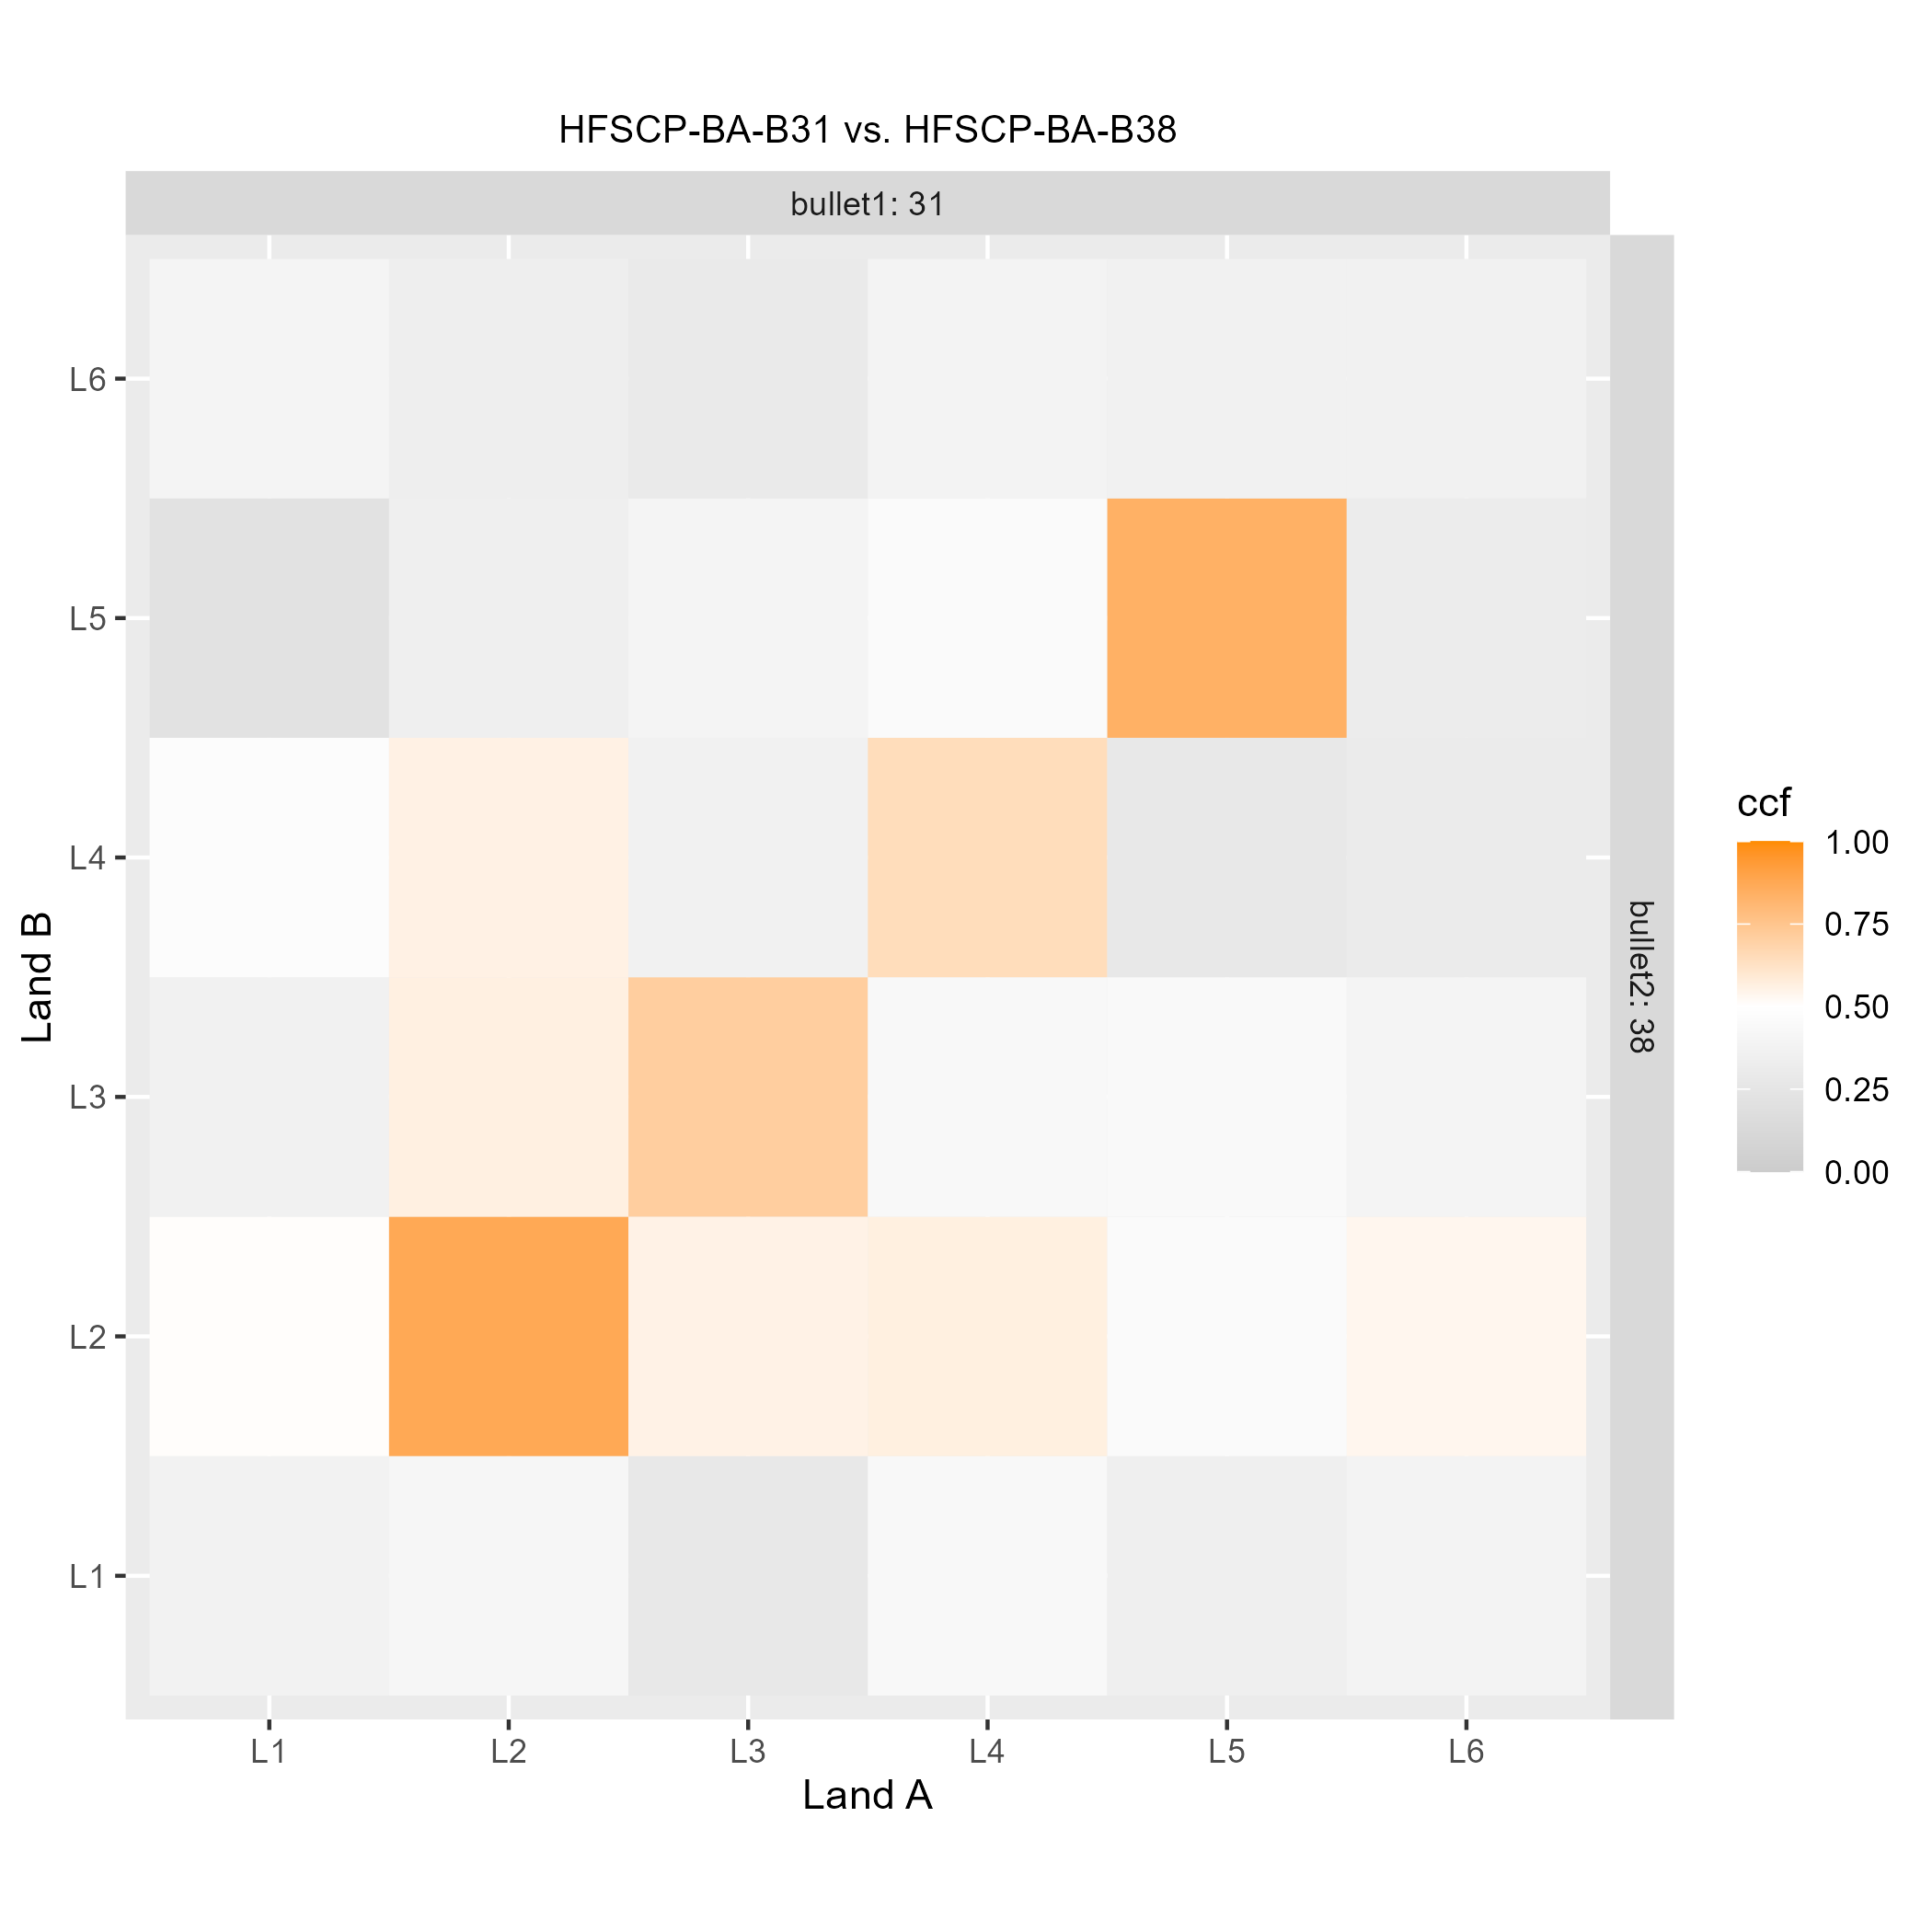 HFSCP-BA-B31 vs. HFSCP-BA-B38
bullet1: 31
L6
L5
L4
L3
L2
L1
Land B
bullet2: 38
L1 L2 L3 L4 L5 L6
Land A
ccf
1.00
0.75
0.50
0.25
0.00